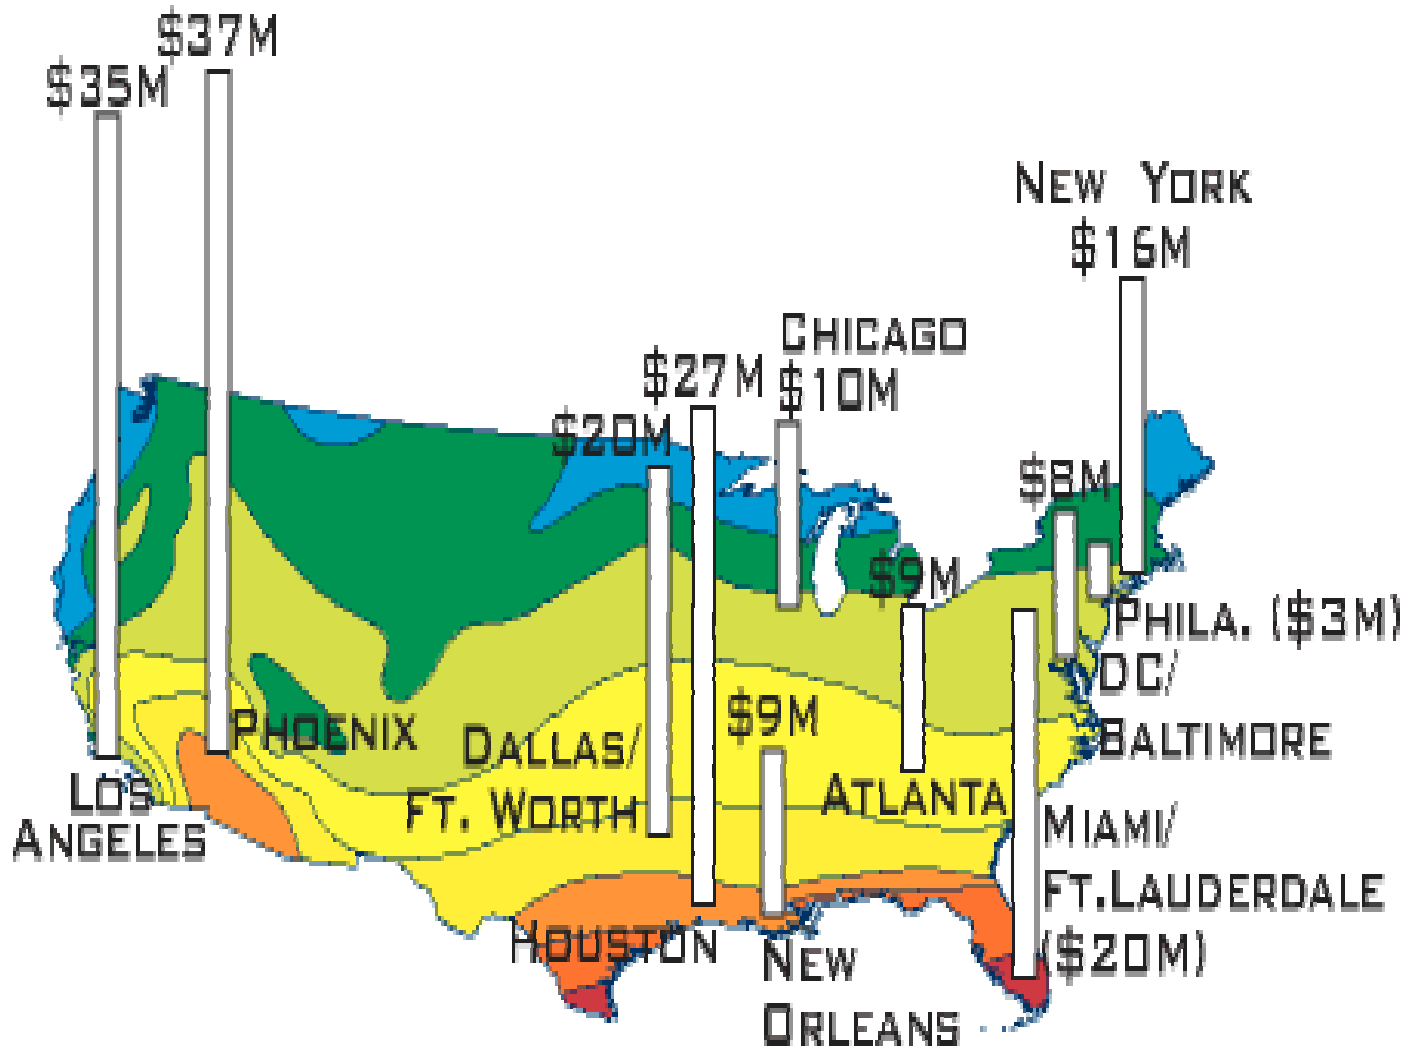 $37M
$35M
NEW YORK
$16M
CHICAGO
$10M
$27M
$20M
$8M
$9M
PHILA. ($3M)
DC/
BALTIMORE
$9M
PHOENIX
DALLAS/
FT. WORTH
ATLANTA
LOS
ANGELES
MIAMI/
FT.LAUDERDALE
($20M)
HOUSTON
NEW
ORLEANS